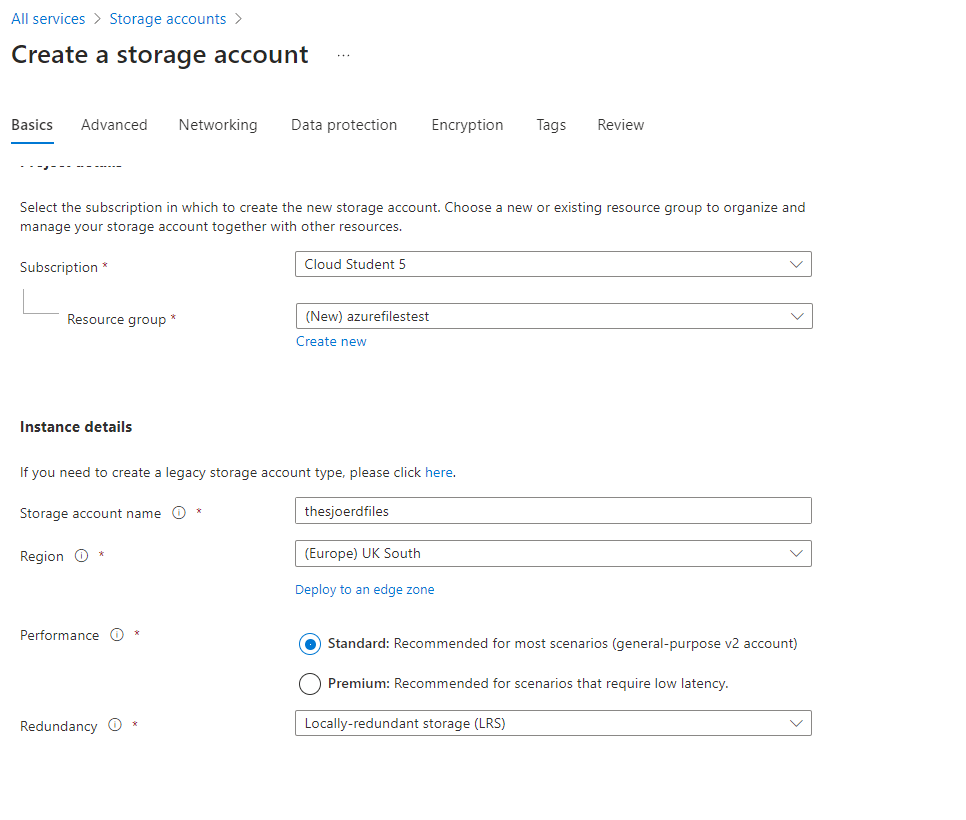 All services > Storage accounts >
Create a storage account ...
Basics Advanced Networking Data protection Encryption Tags Review
Project details
Select the subscription in which to create the new storage account. Choose a new or existing resource group to organize and
manage your storage account together with other resources.
Subscription * Cloud Student 5
Resource group * (New) azurefilestest
Create new
Instance details
If you need to create a legacy storage account type, please click here.
Storage account name * thesjoerdfiles
Region * (Europe) UK South
Deploy to an edge zone
Performance * Standard: Recommended for most scenarios (general-purpose v2 account)
Premium: Recommended for scenarios that require low latency.
Redundancy * Locally-redundant storage (LRS)